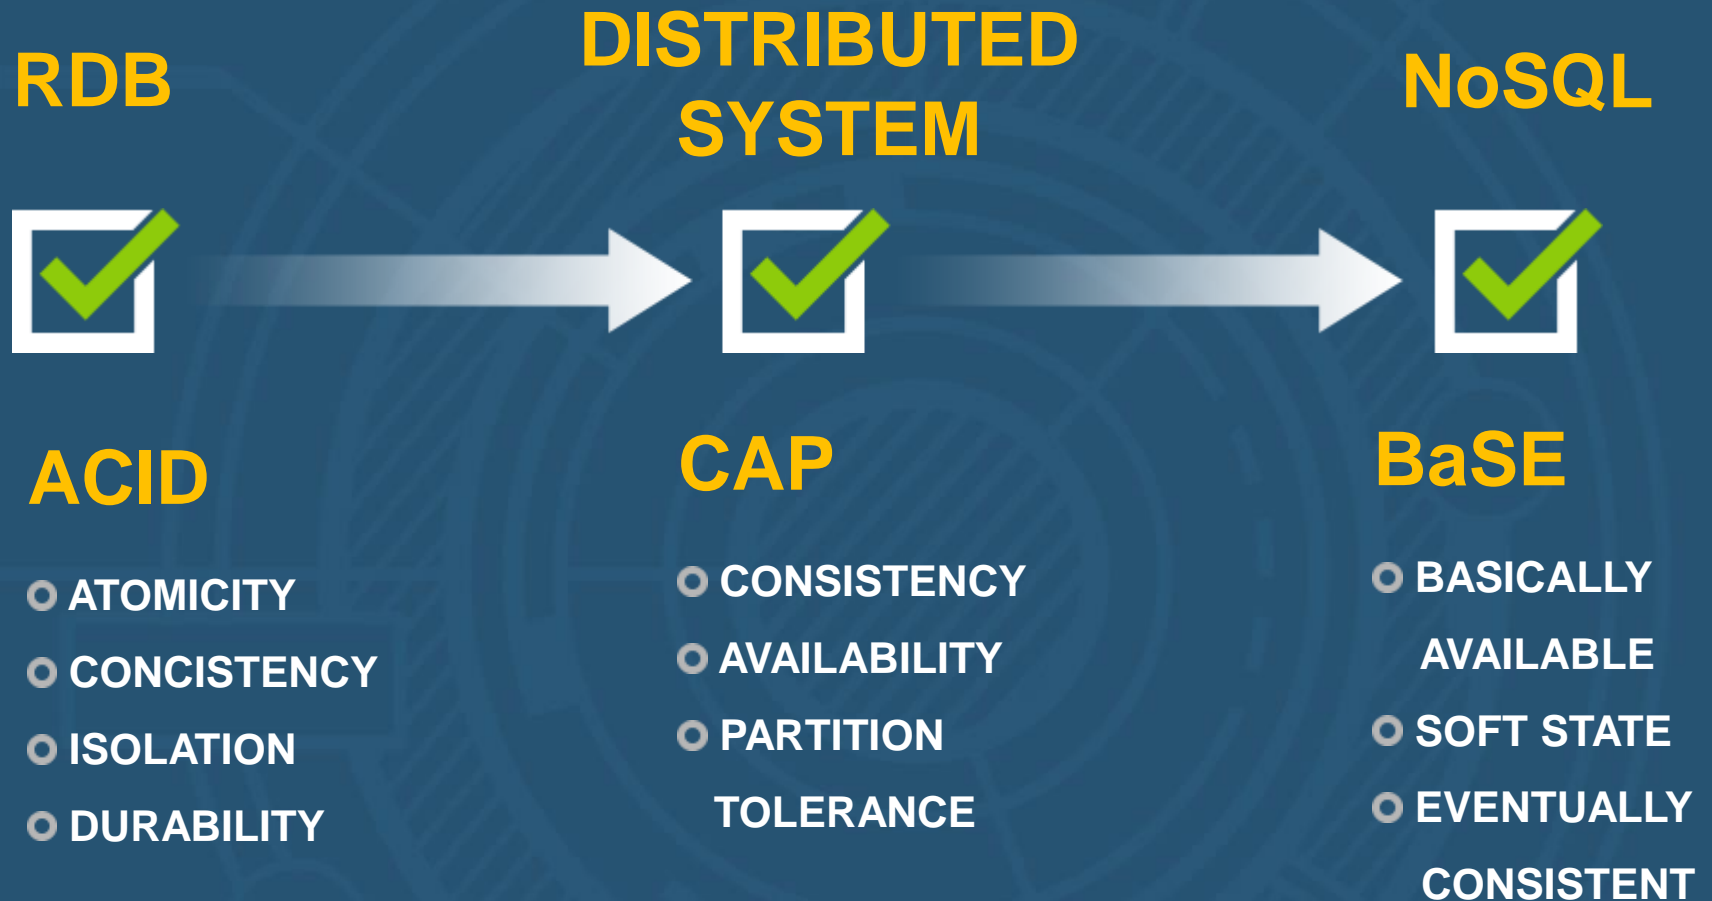 RDB
DISTRIBUTED
SYSTEM
NoSQL
ACID
ATOMICITY
CONCISTENCY
ISOLATION
DURABILITY
CAP
CONSISTENCY
AVAILABILITY
PARTITION
TOLERANCE
BaSE
BASICALLY
AVAILABLE
SOFT STATE
EVENTUALLY
CONSISTENT